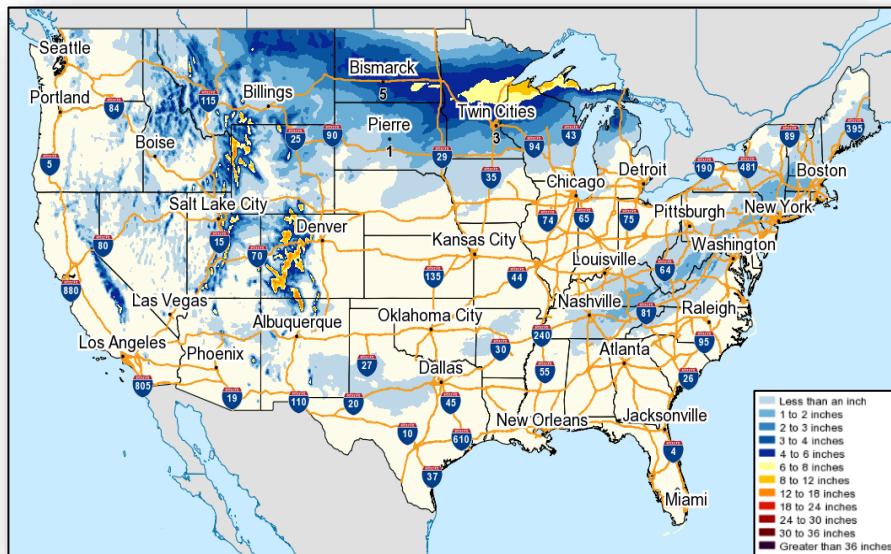 Seattle
Portland
84
115
Billings
Bismarck
5
Twin Cities
3
Pierre
1
25
90
29
94
43
Boise
5
35
Chicago
Detroit
190
481
89
395
Boston
New York
Pittsburgh
Washington
Salt Lake City
80
15
70
Denver
Kansas City
135
44
74
65
75
Louisville
64
880
Las Vegas
Los Angeles
805
Phoenix
19
Albuquerque
110
Oklahoma City
27
30
240
Nashville
81
Raleigh
95
Atlanta
26
Dallas
20
45
55
10
610
37
New Orleans
Jacksonville
4
Miami
Less than an inch
1 to 2 inches
2 to 3 inches
3 to 4 inches
4 to 6 inches
6 to 8 inches
8 to 12 inches
12 to 18 inches
18 to 24 inches
24 to 30 inches
30 to 36 inches
Greater than 36 inches